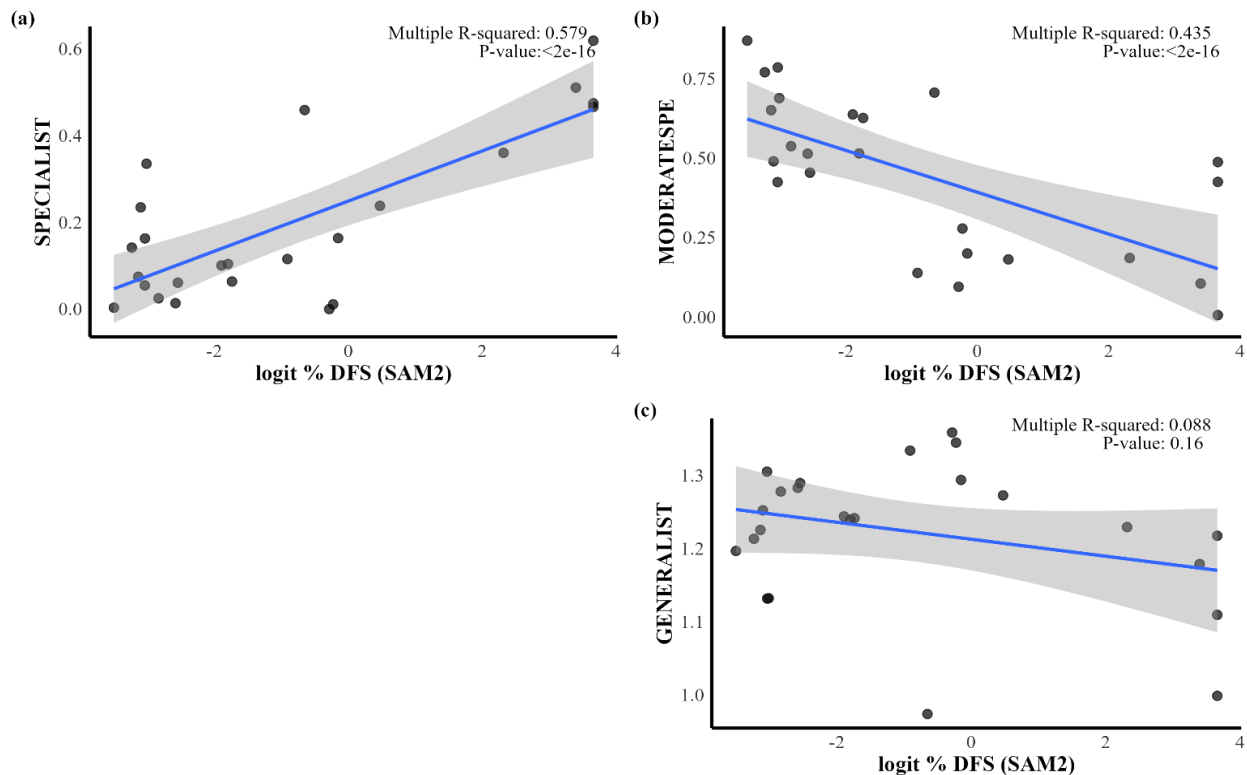 (a)
Multiple R-squared: 0.579
P-value:<2e-16
SPECIALIST
0.6
0.4
0.2
0.0
-2
0
2
4
logit % DFS (SAM2)
(b)
Multiple R-squared: 0.435
P-value:<2e-16
MODERATESPE
0.75
0.50
0.25
0.00
-2
0
2
4
logit % DFS (SAM2)
(c)
Multiple R-squared: 0.088
P-value: 0.16
GENERALIST
1.3
1.2
1.1
1.0
-2
0
2
4
logit % DFS (SAM2)